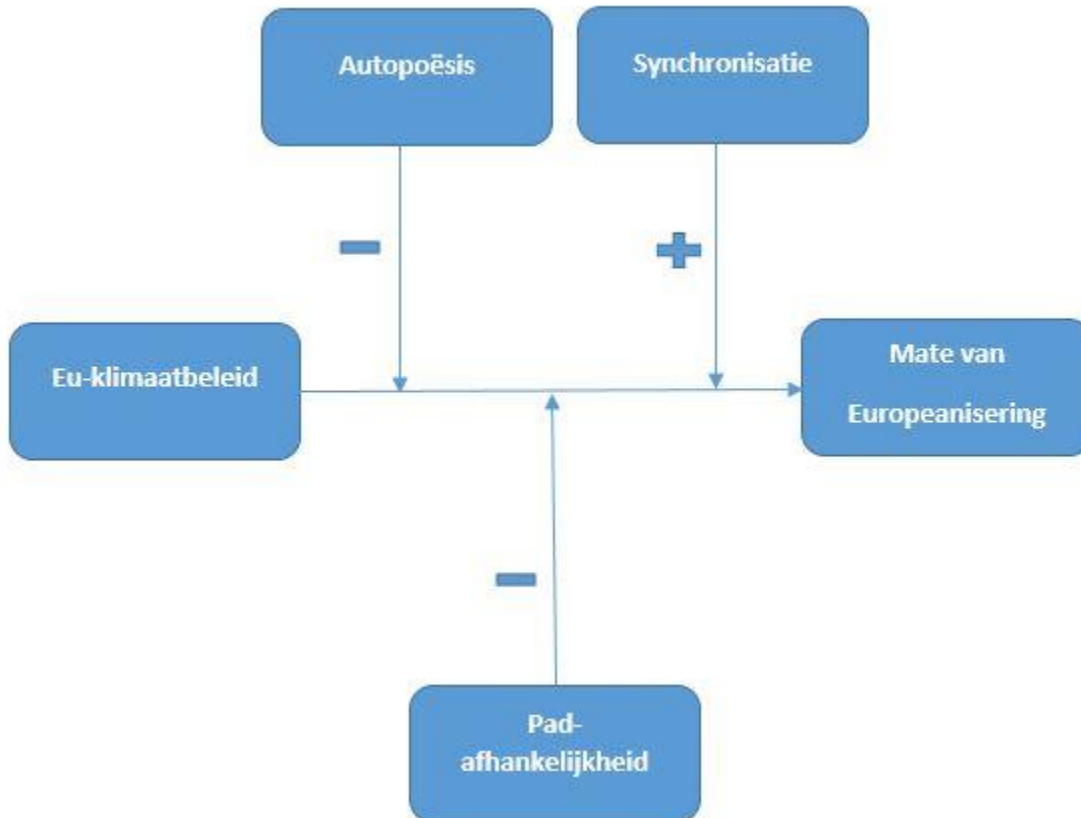 Autopoësis
Synchronisatie
Eu-klimaatbeleid
Mate van
Europeanisering
Pad-
afhankelijkheid